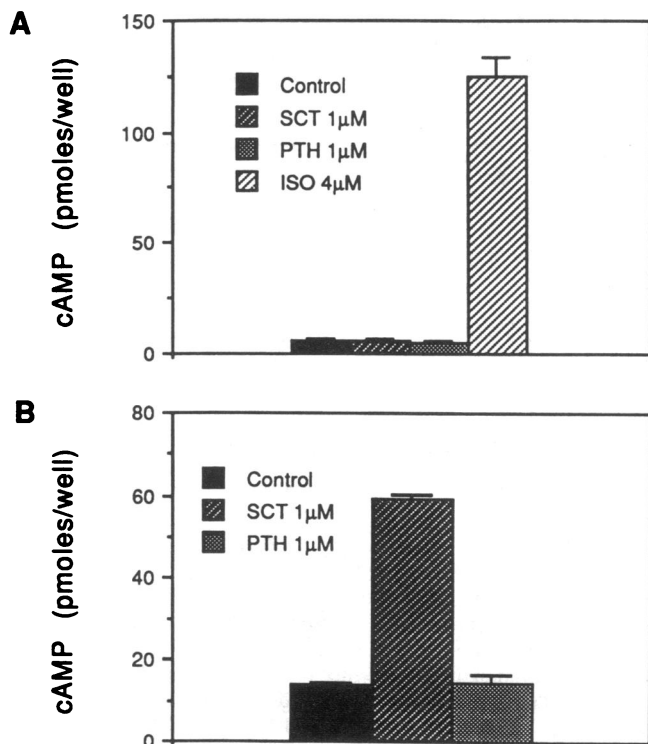 A
150
100
50
0
cAMP (pmoles/well)
Control
SCT 1μM
PTH 1μM
ISO 4μM
B
80
60
40
20
0
cAMP (pmoles/well)
Control
SCT 1μM
PTH 1μM